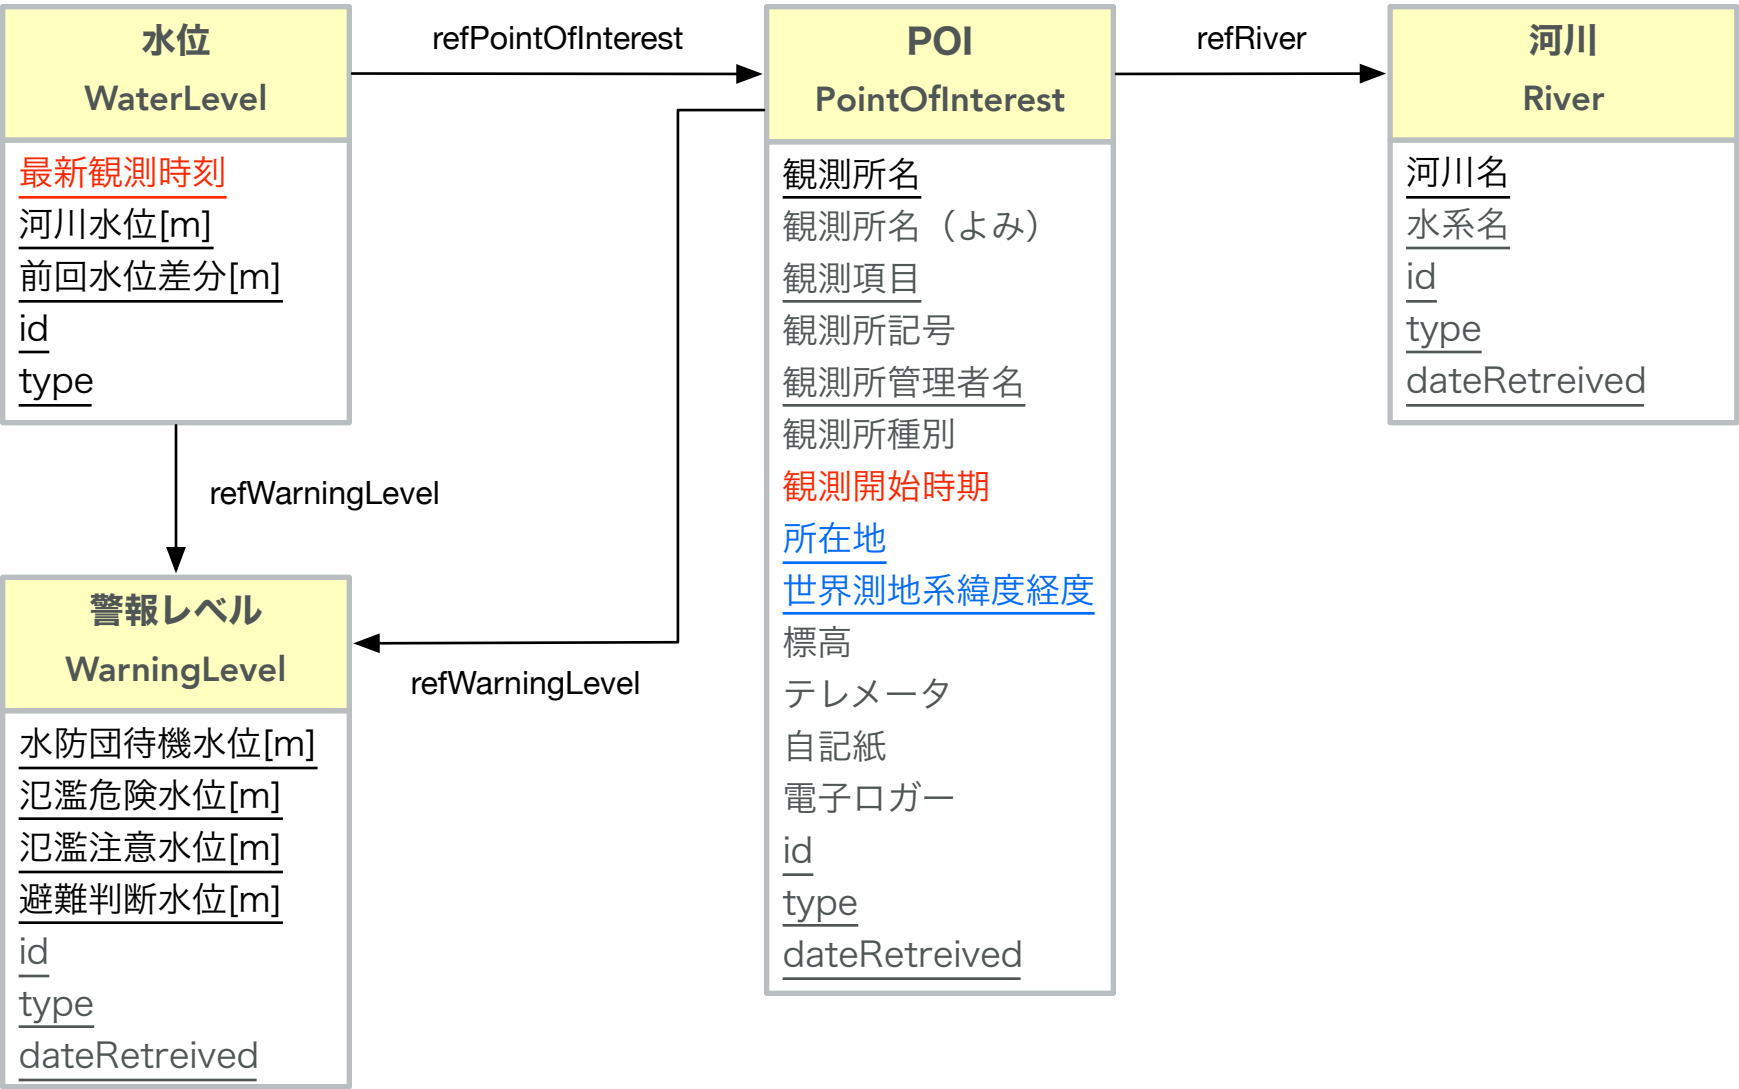 水位
WaterLevel
最新観測時刻
河川水位[m]
前回水位差分[m]
id
type
refPointOfInterest
refWarningLevel
警報レベル
WarningLevel
水防団待機水位[m]
氾濫危険水位[m]
氾濫注意水位[m]
避難判断水位[m]
id
type
dateRetreived
refWarningLevel
POI
PointOfInterest
観測所名
観測所名（よみ）
観測項目
観測所記号
観測所管理者名
観測所種別
観測開始時期
所在地
世界測地系緯度経度
標高
テレメータ
自記紙
電子ロガー
id
type
dateRetreived
refRiver
河川
River
河川名
水系名
id
type
dateRetreived